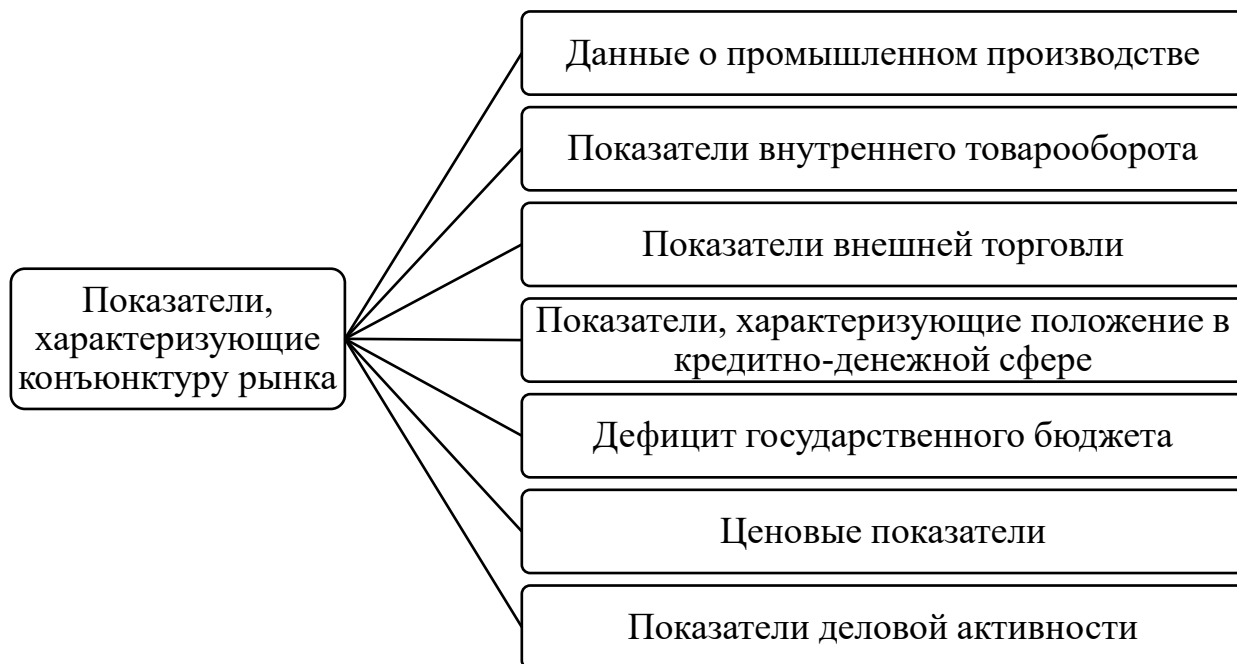 Показатели,
характеризующие
конъюнктуру рынка
Данные о промышленном производстве
Показатели внутреннего товарооборота
Показатели внешней торговли
Показатели, характеризующие положение в
кредитно-денежной сфере
Дефицит государственного бюджета
Ценовые показатели
Показатели деловой активности